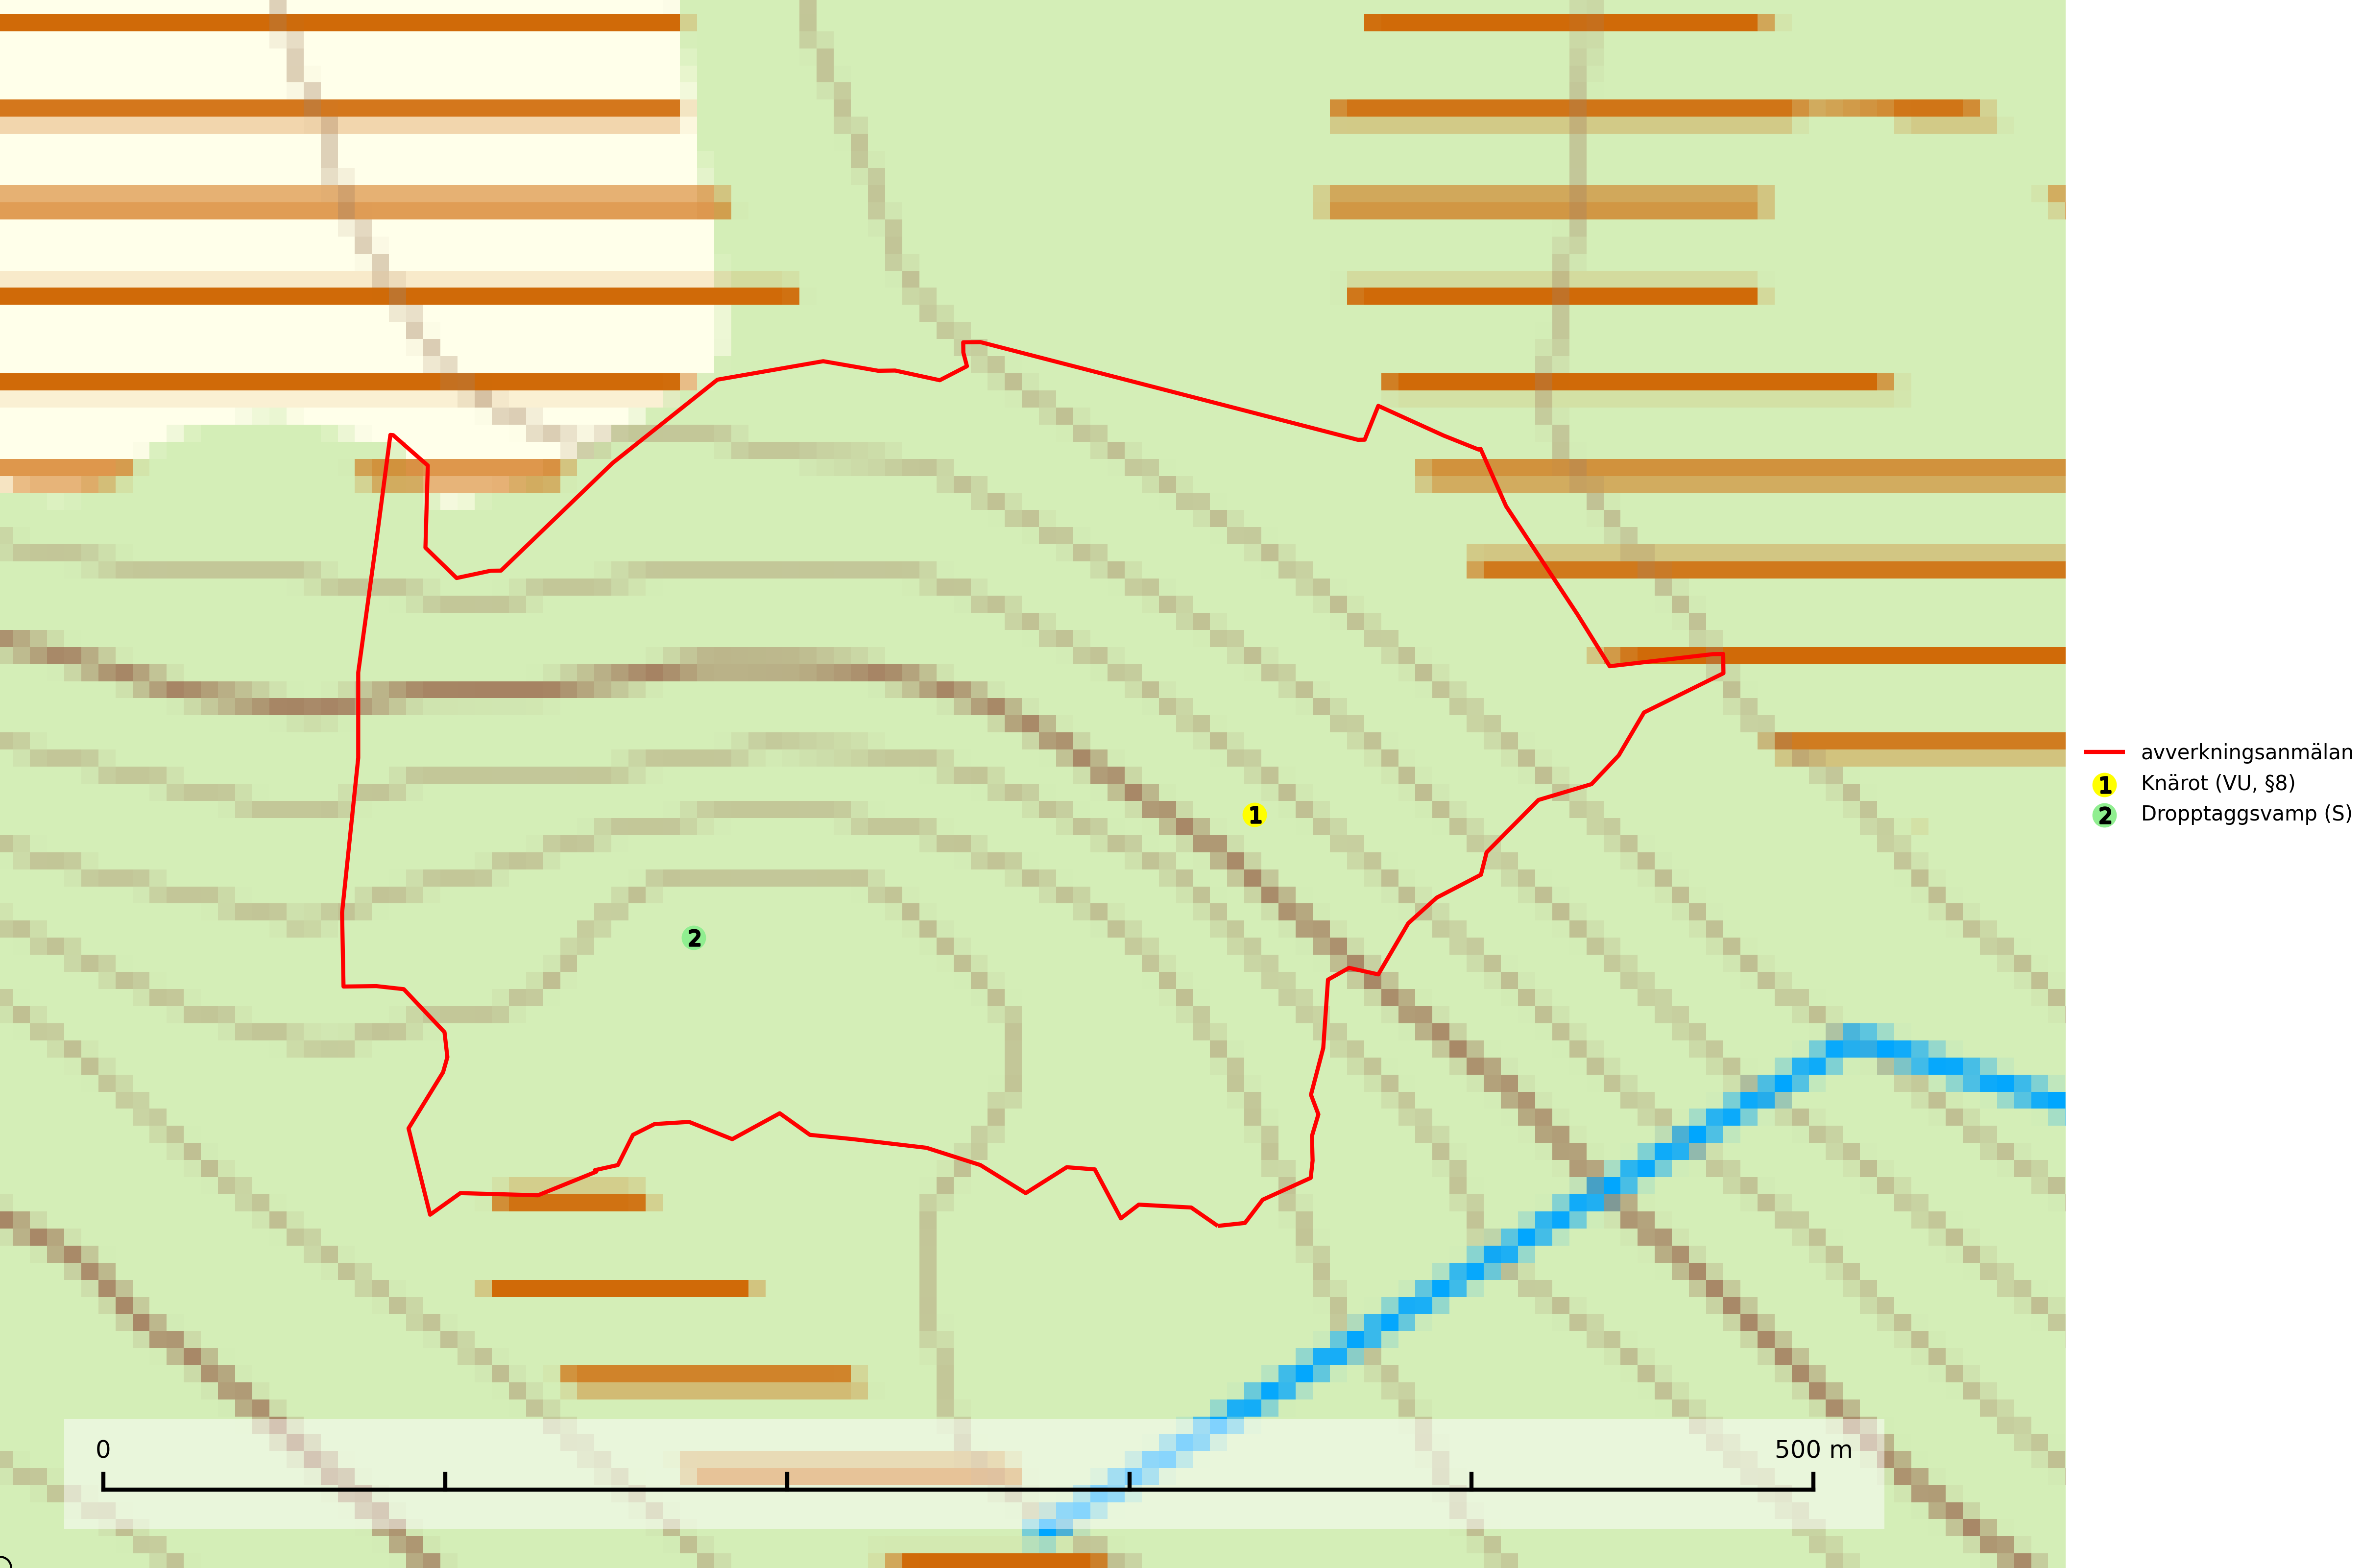 1
2
avverkningsanmälan
1 Knärot (VU, §8)
2 Dropptaggsvamp (S)
0 500 m